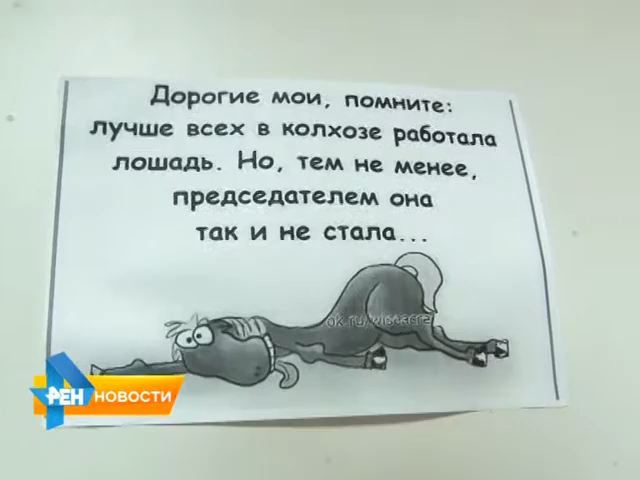 Дорогие мои, помните:
лучше всех в колхозе работала
лошадь. Но, тем не менее,
председателем она
так и не стала...
РЕН НОВОСТИ